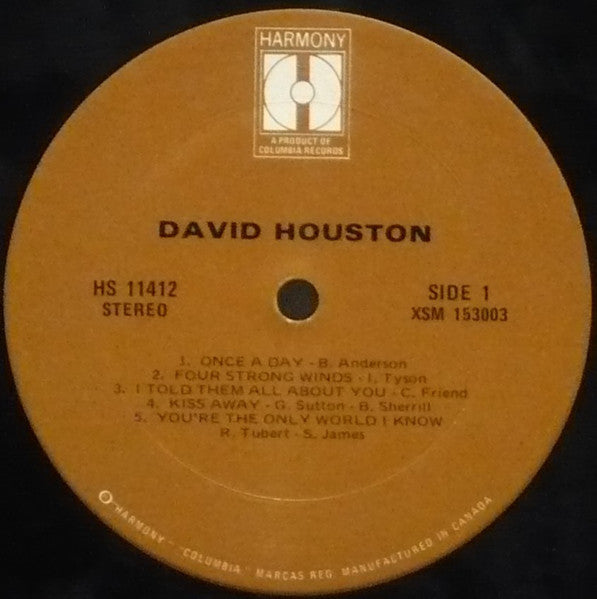 HARMONY
A PRODUCT OF
COLUMBIA RECORDS
DAVID HOUSTON
HS 11412
STEREO
SIDE 1
XSM 153003
1. ONCE A DAY - B. Anderson
2. FOUR STRONG WINDS - I. Tyson
3. I TOLD THEM ALL ABOUT YOU - C. Friend
4. KISS AWAY - G. Sutton - B. Sherrill
5. YOU'RE THE ONLY WORLD I KNOW
R. Tubert - S. James
"HARMONY" - "COLUMBIA" MARCAS REG. MANUFACTURED IN CANADA